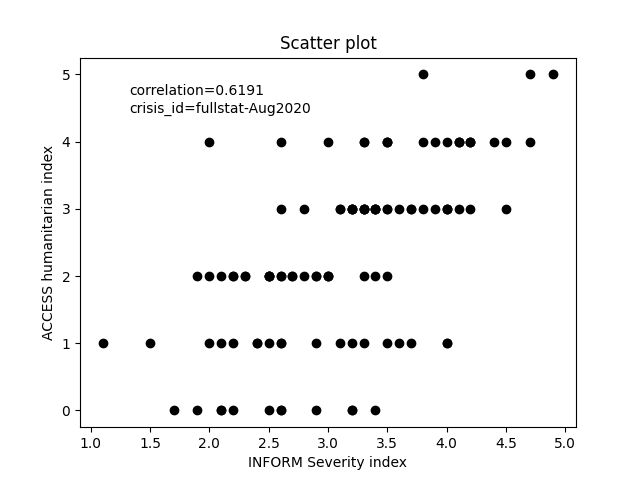 Scatter plot
correlation=0.6191
crisis_id=fullstat-Aug2020
ACCESS humanitarian index
5
4
3
2
1
0
1.0 1.5 2.0 2.5 3.0 3.5 4.0 4.5 5.0
INFORM Severity index